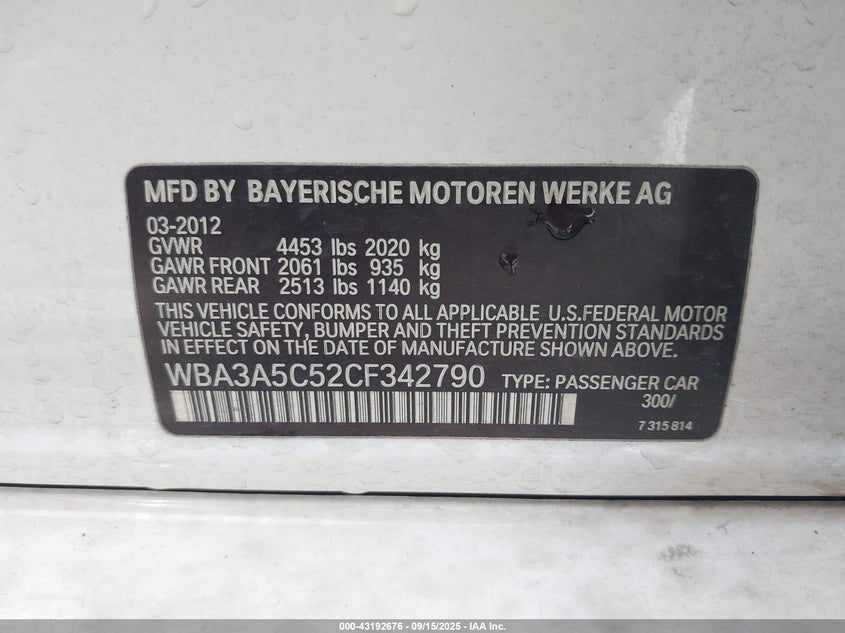 MFD BY BAYERISCHE MOTOREN WERKE AG
03-2012
GVWR 4453 lbs 2020 kg
GAWR FRONT 2061 lbs 935 kg
GAWR REAR 2513 lbs 1140 kg
THIS VEHICLE CONFORMS TO ALL APPLICABLE U.S.FEDERAL MOTOR
VEHICLE SAFETY, BUMPER AND THEFT PREVENTION STANDARDS
IN EFFECT ON THE DATE OF MANUFACTURE SHOWN ABOVE.
WBA3A5C52CF342790 TYPE: PASSENGER CAR
300/
7 315 814
000-43192676 - 09/15/2025 - IAA Inc.